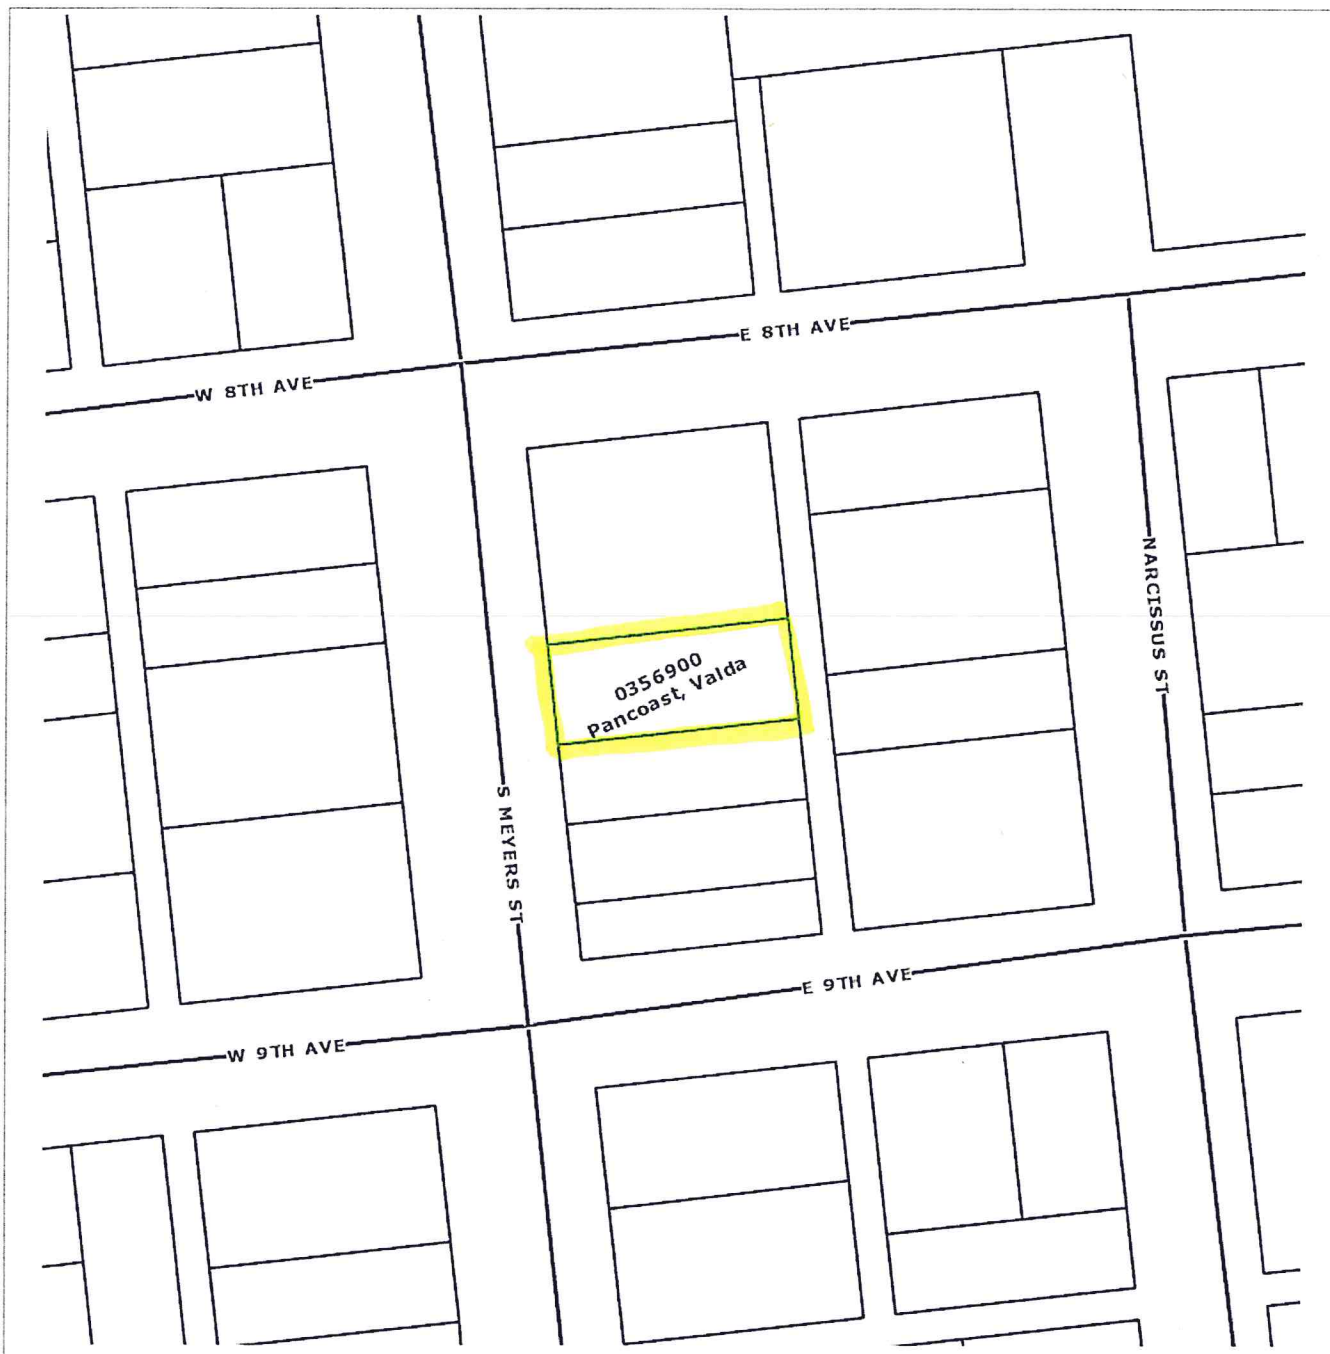 E 8TH AVE
W 8TH AVE
NARCISSUS ST
0356900
Pancoast, Valda
S MEYERS ST
E 9TH AVE
W 9TH AVE